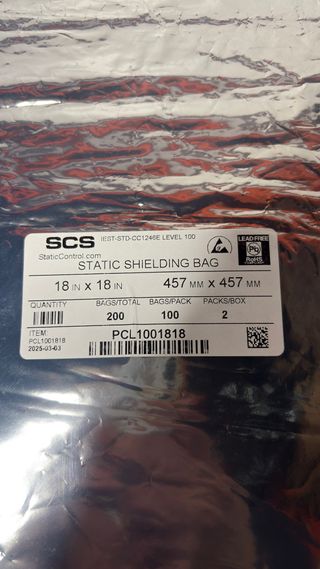 SCS IEST-STD-CC1246E LEVEL 100
StaticControl.com
LEAD FREE
Pb
RoHS
STATIC SHIELDING BAG
18 IN x 18 IN 457 MM x 457 MM
QUANTITY BAGS/TOTAL BAGS/PACK PACKS/BOX
200 100 2
ITEM
PCL1001818
PCL1001818
2025-03-03